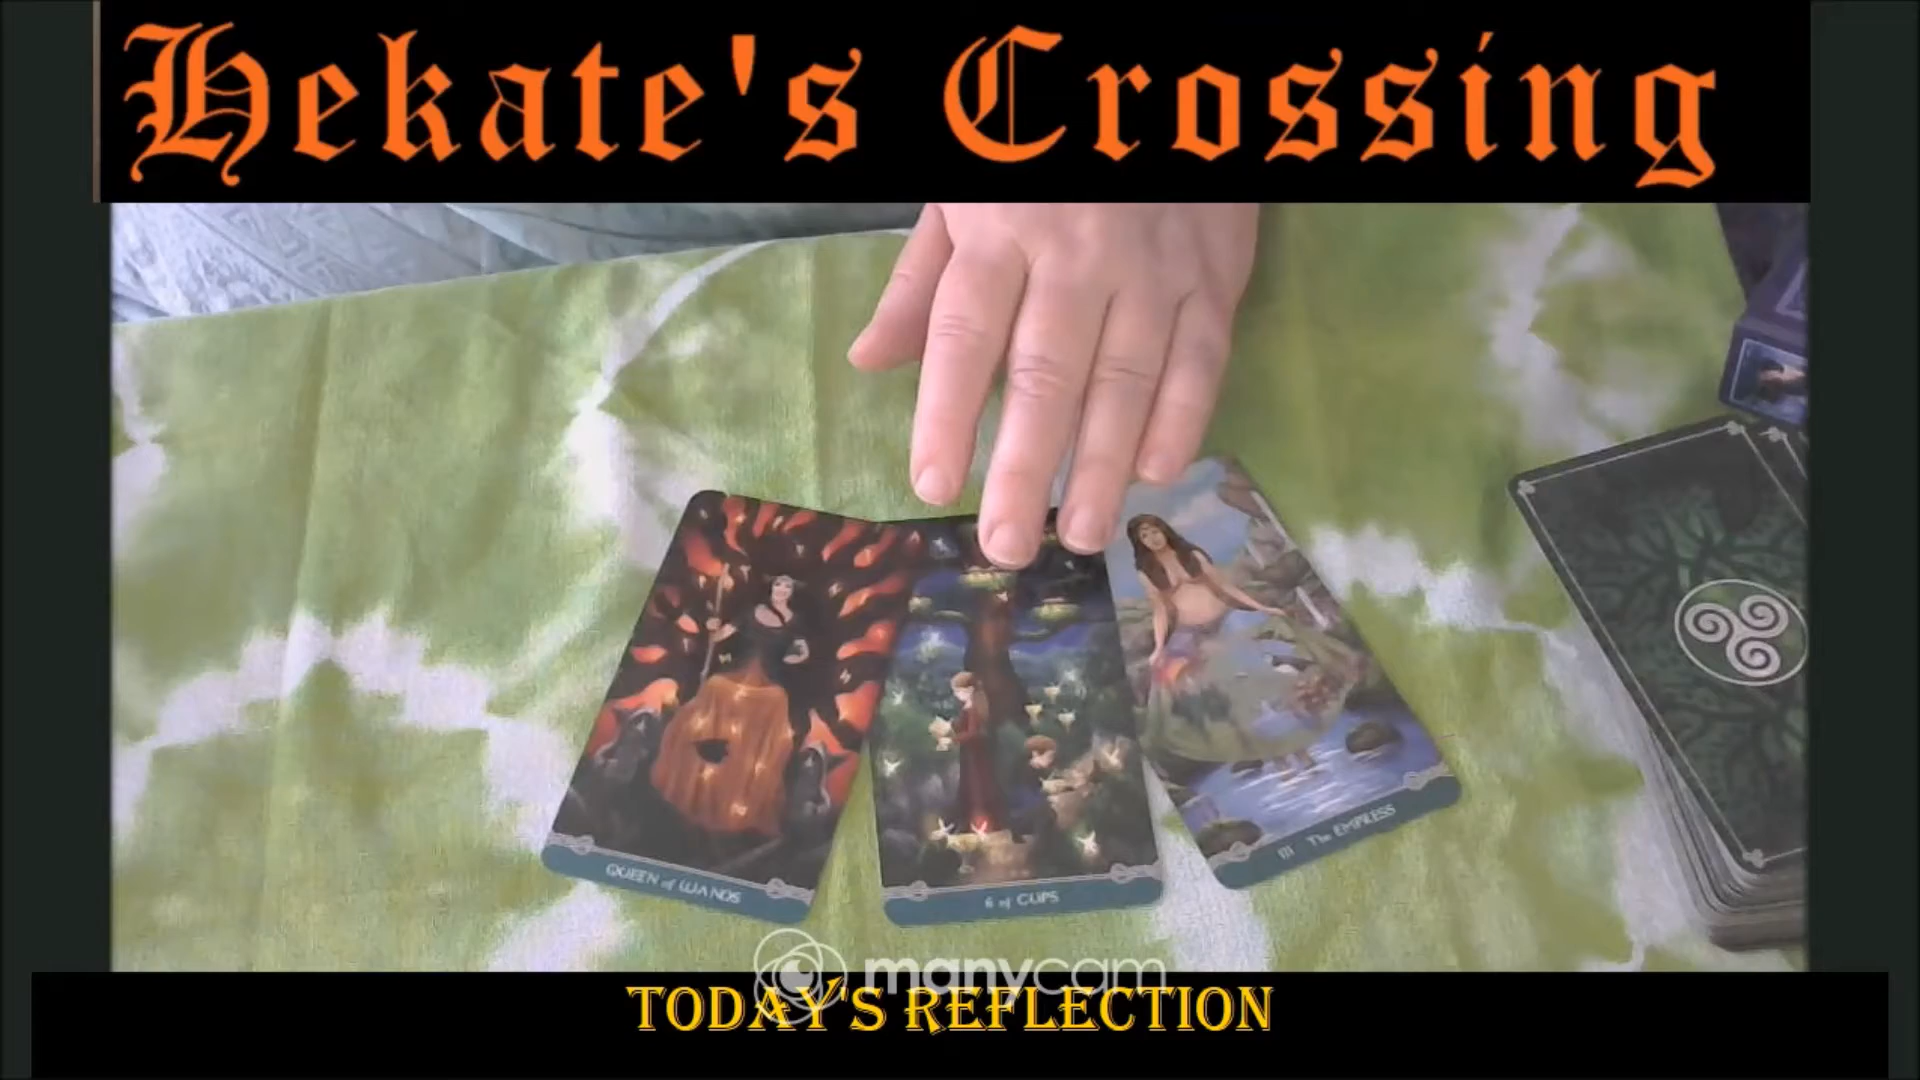 Hekate's Crossing
QUEEN of WANDS
6 of CUPS
III The EMPRESS
manycam
TODAY'S REFLECTION